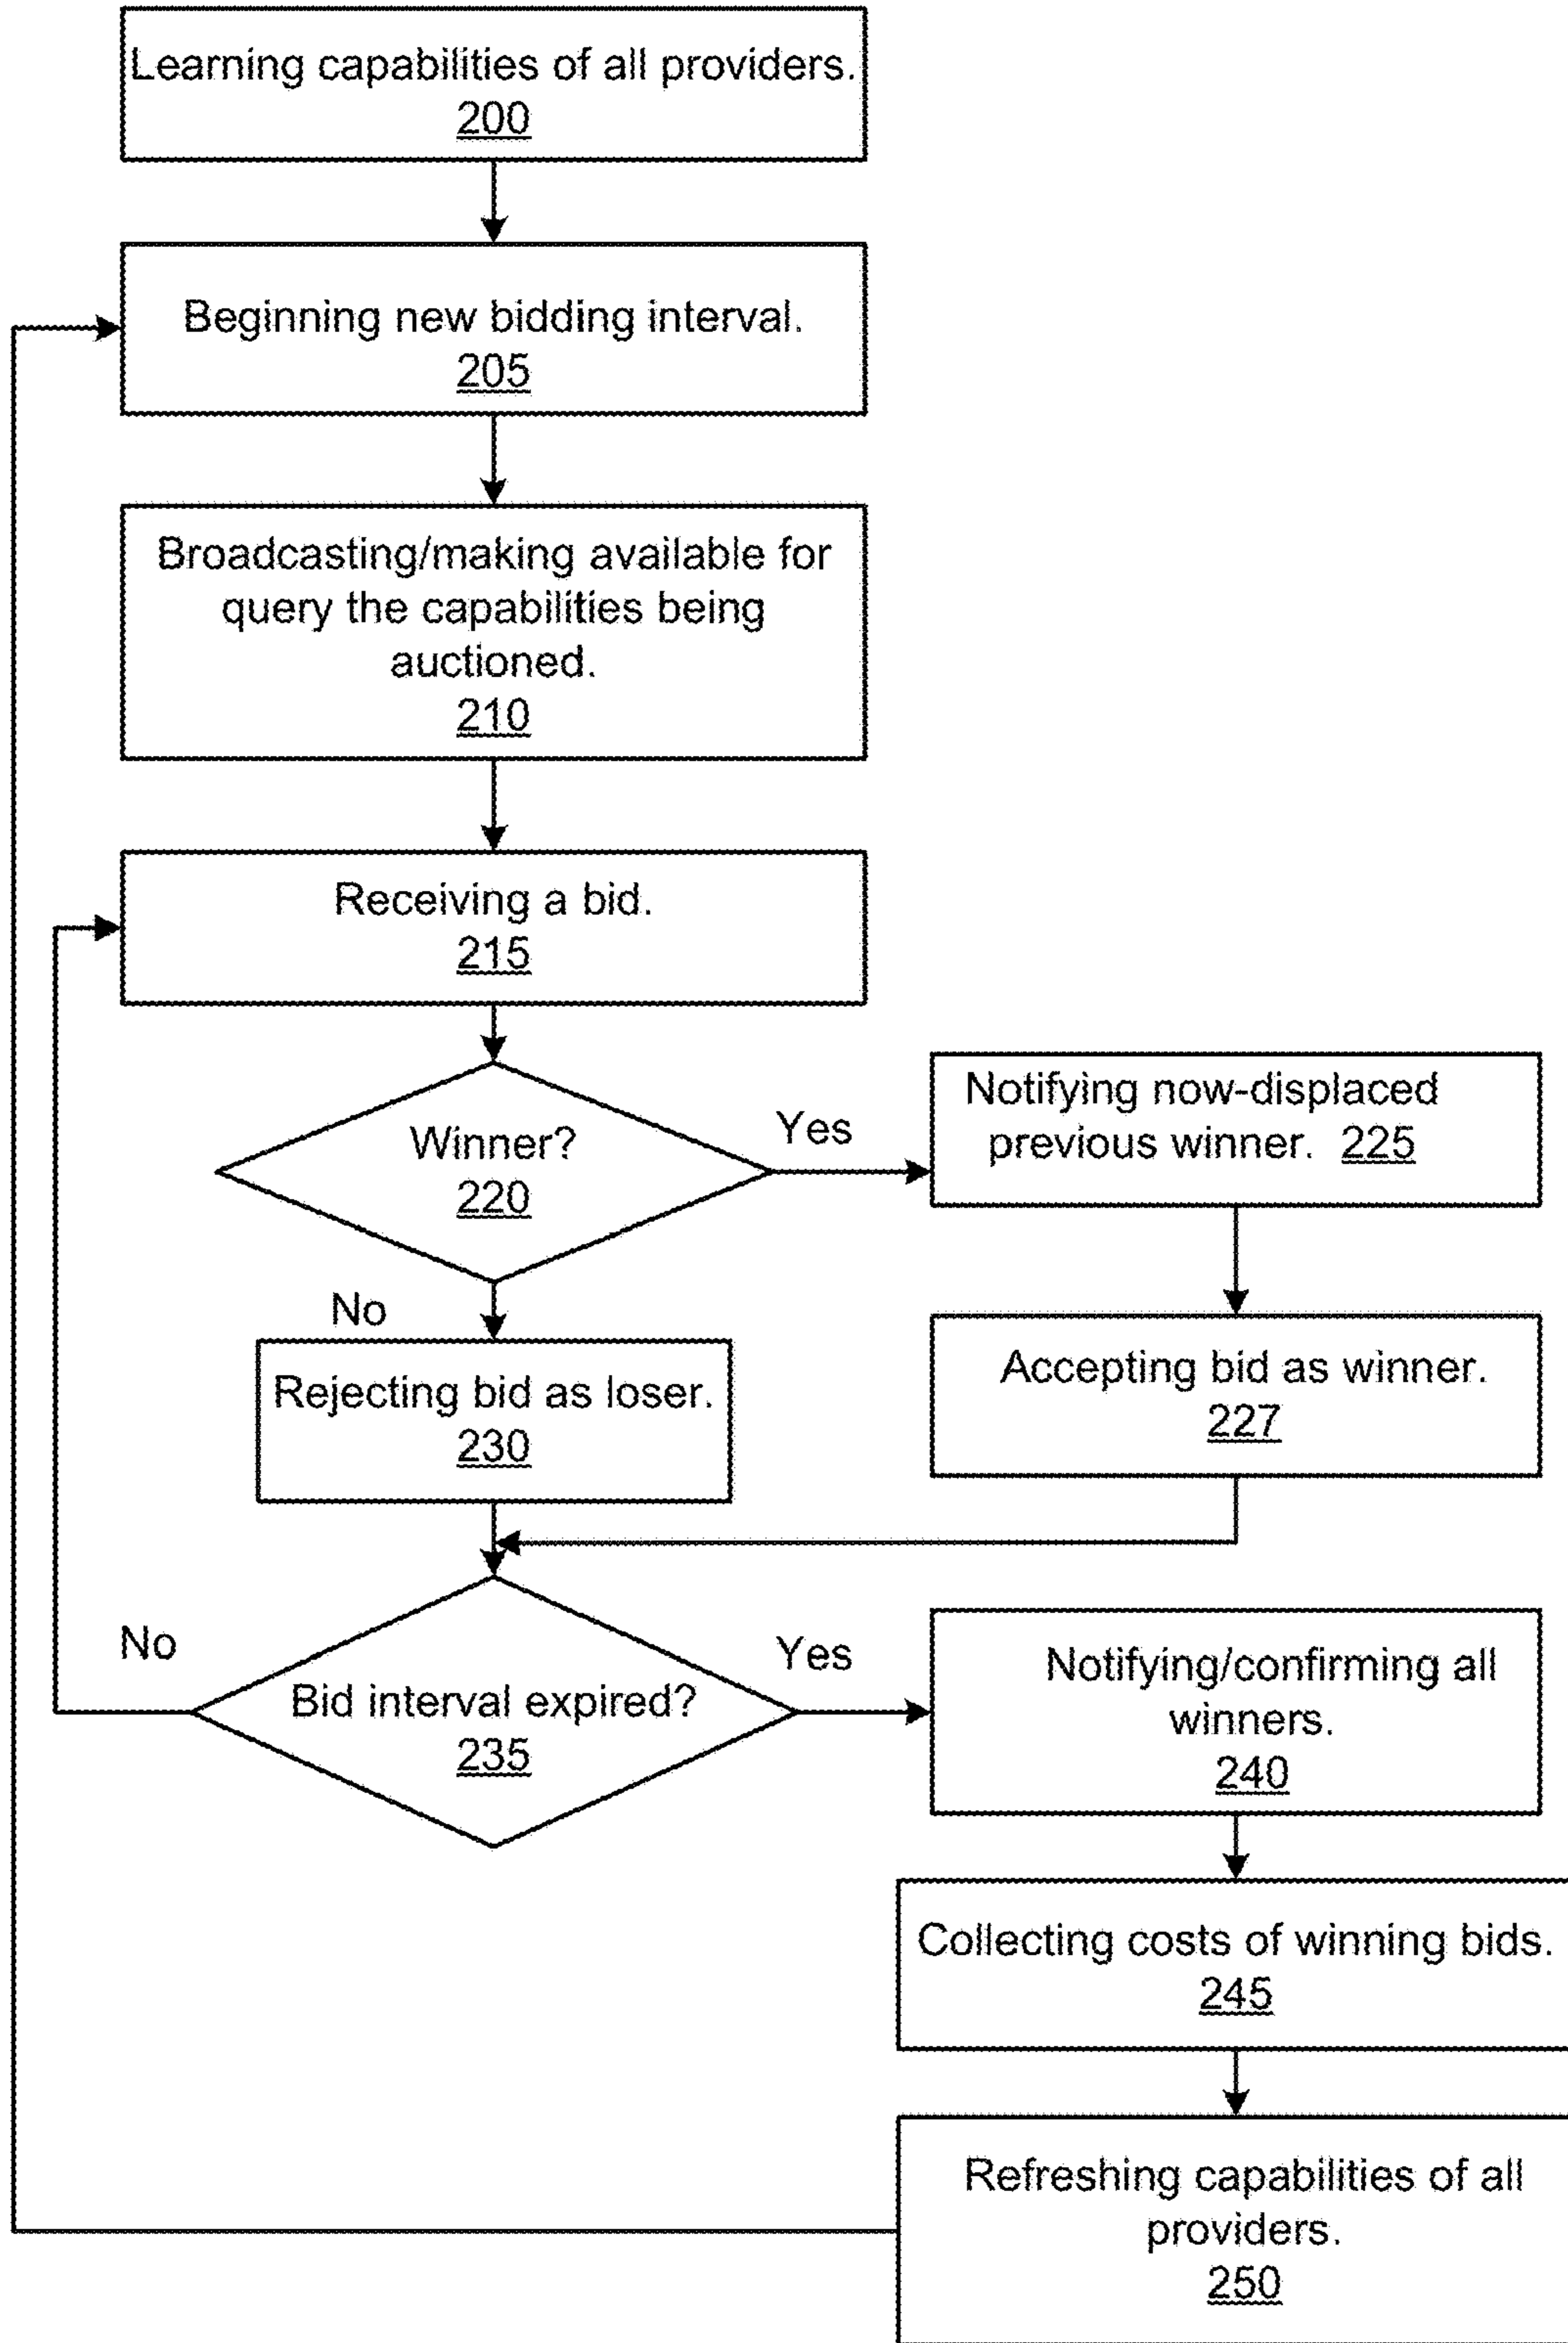 Learning capabilities of all providers.
200
Beginning new bidding interval.
205
Broadcasting/making available for
query the capabilities being
auctioned.
210
Receiving a bid.
215
Winner?
220
Yes
Notifying now-displaced
previous winner. 225
No
Accepting bid as winner.
227
Rejecting bid as loser.
230
No
Bid interval expired?
235
Yes
Notifying/confirming all
winners.
240
Collecting costs of winning bids.
245
Refreshing capabilities of all
providers.
250